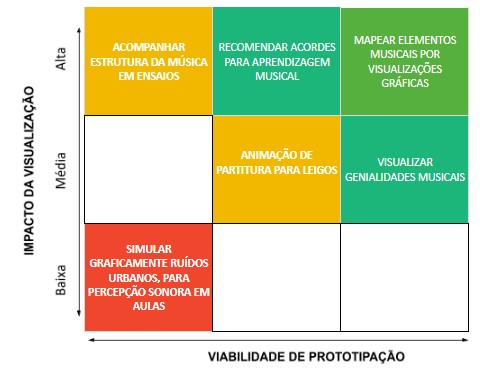 IMPACTO DA VISUALIZAÇÃO
Alta
Média
Baixa
ACOMPANHAR
ESTRUTURA DA MÚSICA
EM ENSAIOS
RECOMENDAR ACORDES
PARA APRENDIZAGEM
MUSICAL
MAPEAR ELEMENTOS
MUSICAIS POR
VISUALIZAÇÕES
GRÁFICAS
ANIMAÇÃO DE
PARTITURA PARA LEIGOS
VISUALIZAR
GENIALIDADES MUSICAIS
SIMULAR
GRAFICAMENTE RUÍDOS
URBANOS, PARA
PERCEPÇÃO SONORA EM
AULAS
VIABILIDADE DE PROTOTIPAÇÃO